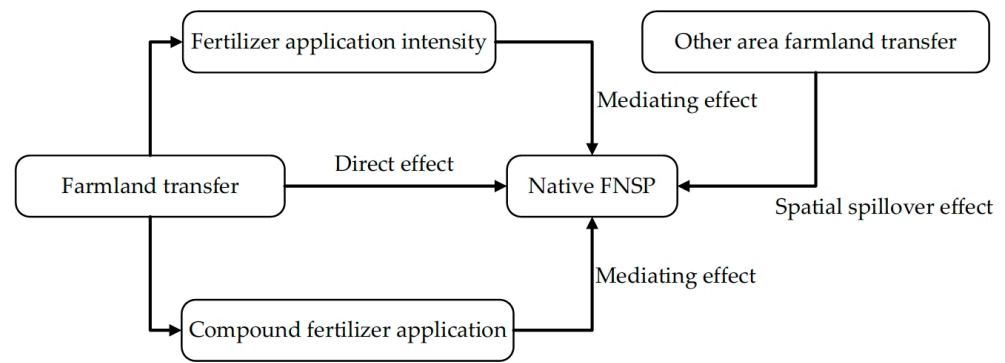 Fertilizer application intensity
Other area farmland transfer
Mediating effect
Direct effect
Farmland transfer
Native FNSP
Spatial spillover effect
Mediating effect
Compound fertilizer application